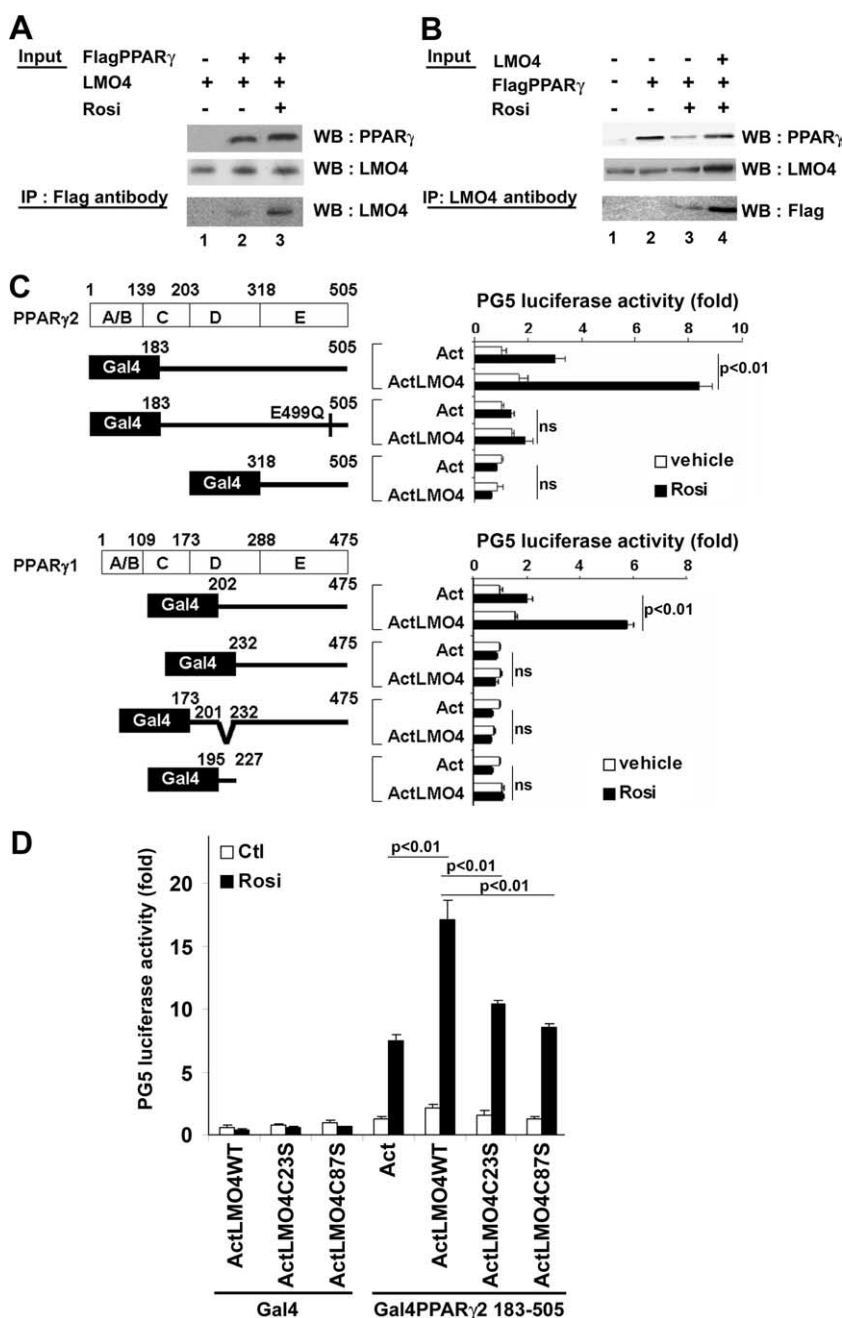 A
Input FlagPPARγ - + +
LMO4 + + +
Rosi - - +
WB : PPARγ
WB : LMO4
IP : Flag antibody
WB : LMO4
1 2 3
B
Input LMO4 - - - +
FlagPPARγ - + + +
Rosi - - + +
WB : PPARγ
WB : LMO4
IP: LMO4 antibody
WB : Flag
1 2 3 4
C
1 139 203 318 505
PPARγ2 A/B C D E
183 505
Gal4
183 505
E499Q
Gal4
318 505
Gal4
PG5 luciferase activity (fold)
0 2 4 6 8 10
Act
ActLMO4
p<0.01
Act
ActLMO4
ns
Act
ActLMO4
ns
vehicle
Rosi
1 109 173 288 475
PPARγ1 A/B C D E
202 475
Gal4
232 475
Gal4
173 475
Gal4 201 232
Gal4 195 227
PG5 luciferase activity (fold)
0 2 4 6 8
Act
ActLMO4
p<0.01
Act
ActLMO4
ns
Act
ActLMO4
ns
Act
ActLMO4
ns
vehicle
Rosi
D
PG5 luciferase activity (fold)
20
15
10
5
0
Ctl
Rosi
p<0.01
p<0.01
p<0.01
ActLMO4WT
ActLMO4C23S
ActLMO4C87S
Act
ActLMO4WT
ActLMO4C23S
ActLMO4C87S
Gal4 Gal4PPARγ2 183-505